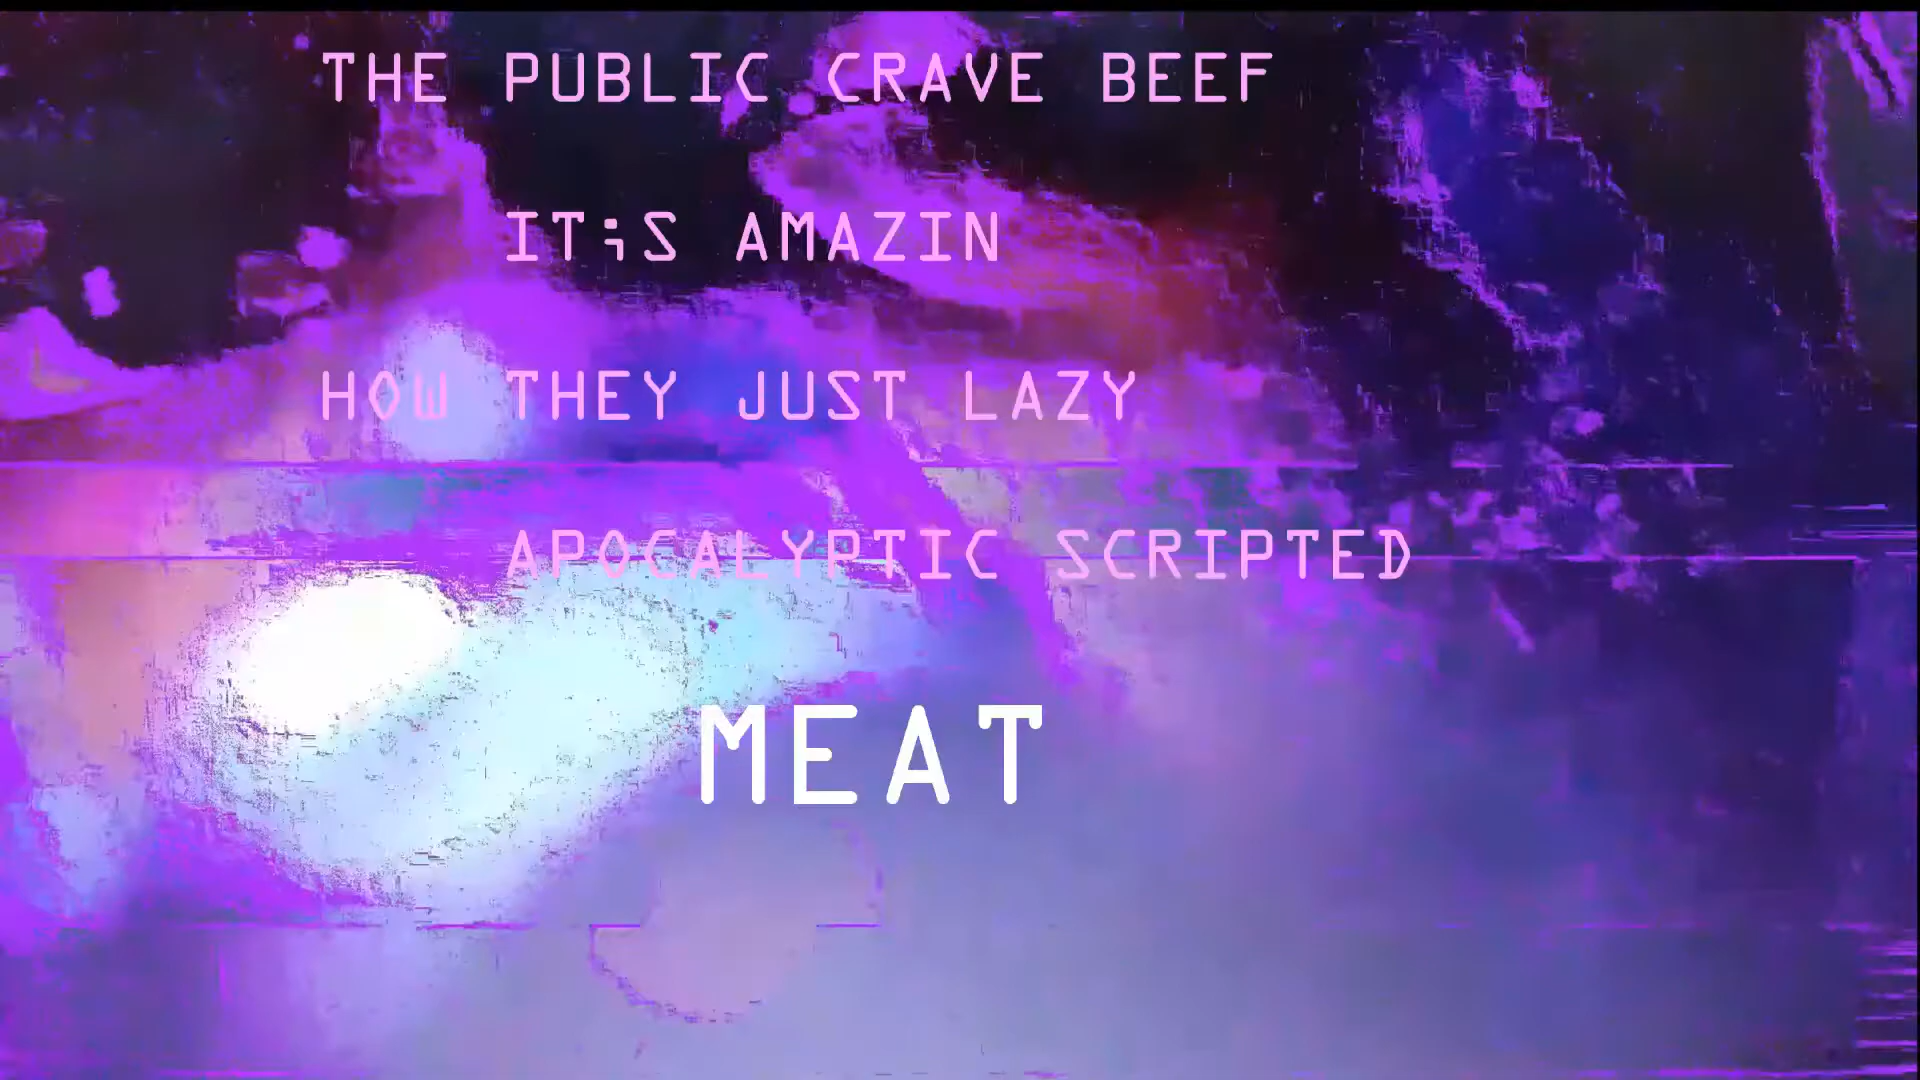 THE PUBLIC CRAVE BEEF
IT;S AMAZIN
HOW THEY JUST LAZY
APOCALYPTIC SCRIPTED
MEAT